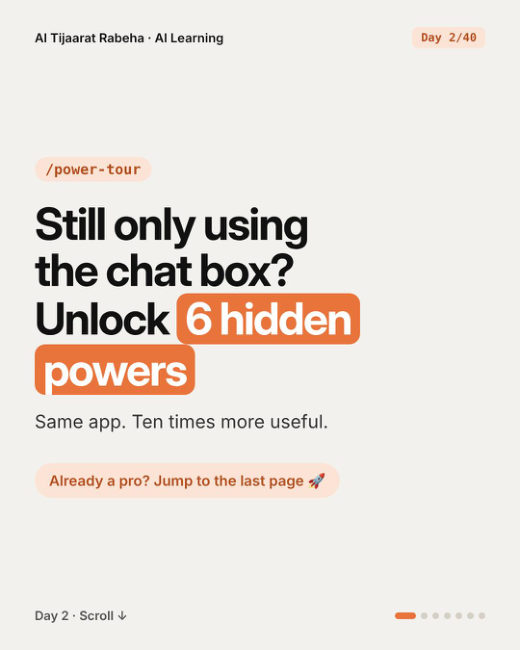 Al Tijaarat Rabeha · AI Learning
Day 2/40
/power-tour
Still only using
the chat box?
Unlock 6 hidden
powers
Same app. Ten times more useful.
Already a pro? Jump to the last page 🚀
Day 2 · Scroll ↓